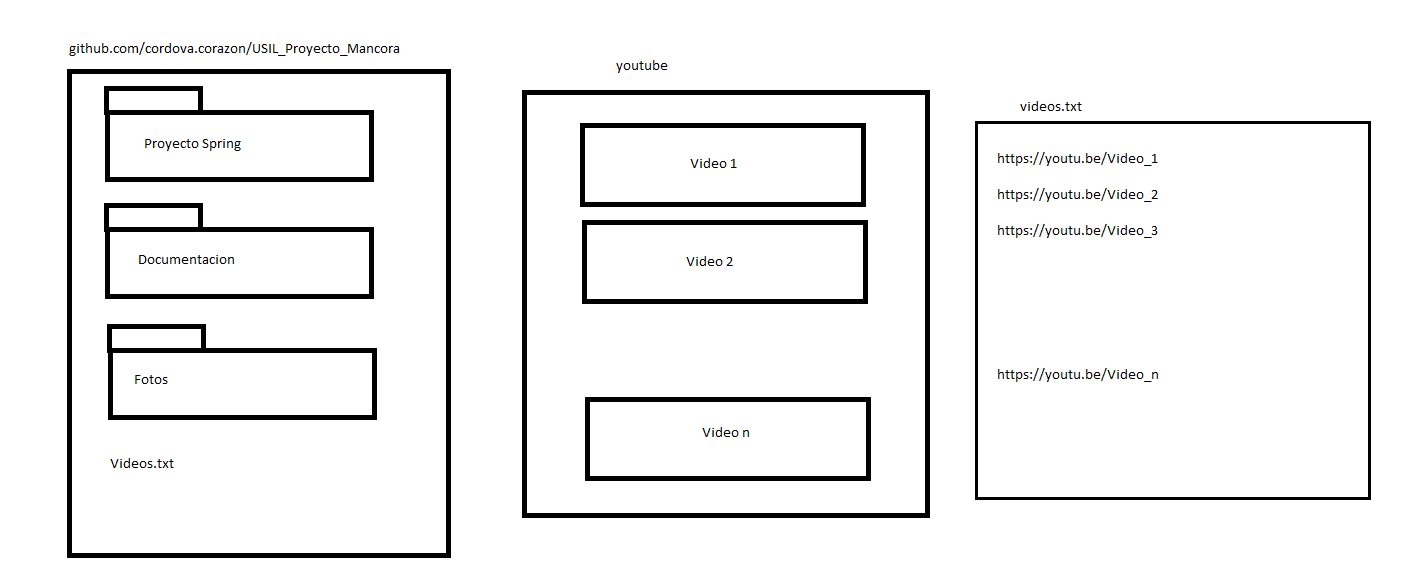 github.com/cordova.corazon/USIL_Proyecto_Mancora
Proyecto Spring
Documentacion
Fotos
Videos.txt
youtube
Video 1
Video 2
Video n
videos.txt
https://youtu.be/Video_1
https://youtu.be/Video_2
https://youtu.be/Video_3
https://youtu.be/Video_n